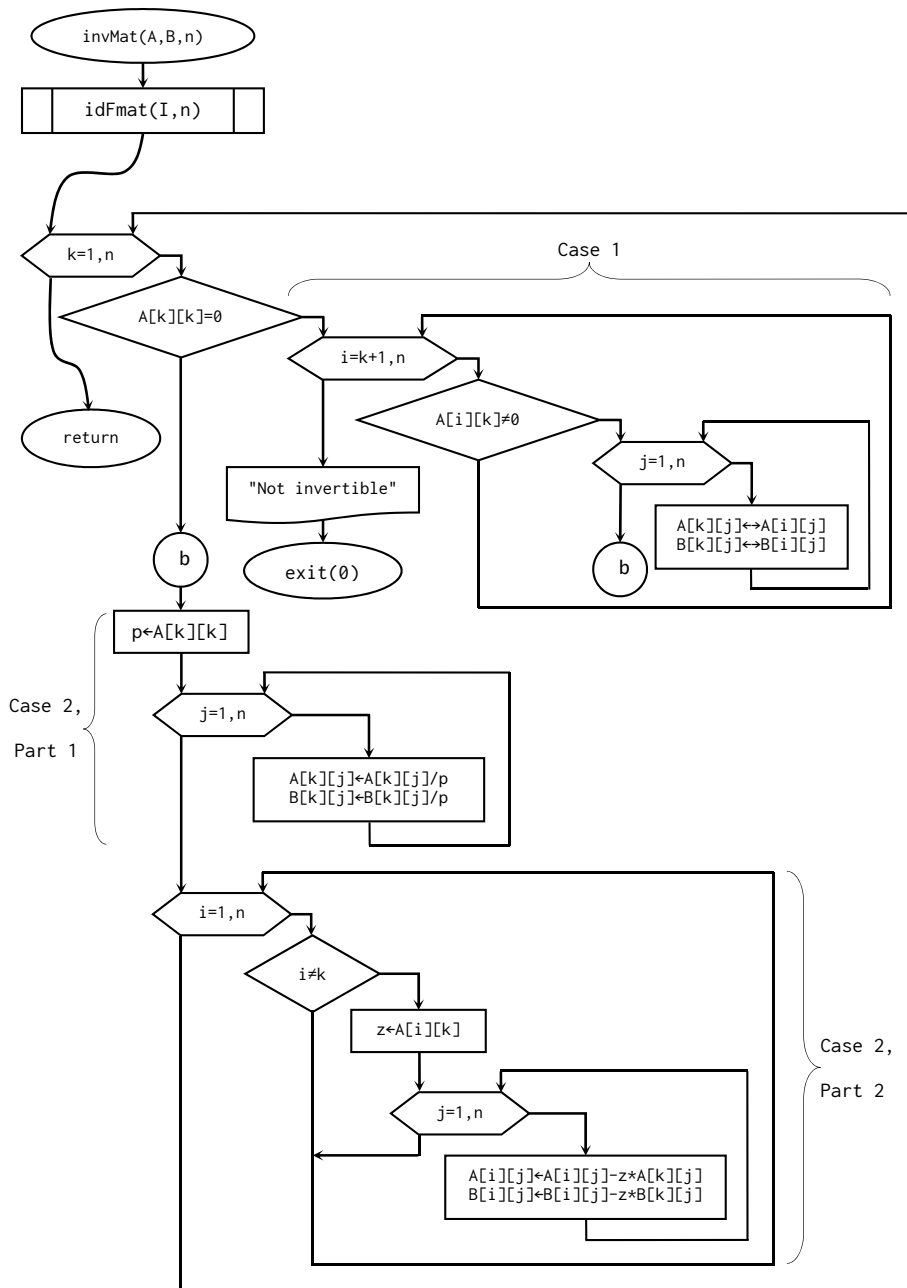 invMat(A,B,n)
idFmat(I,n)
k=1,n
Case 1
A[k][k]=0
i=k+1,n
A[i][k]≠0
return
j=1,n
"Not invertible"
A[k][j]↔A[i][j]
B[k][j]↔B[i][j]
b
exit(0)
b
p←A[k][k]
Case 2,
Part 1
j=1,n
A[k][j]←A[k][j]/p
B[k][j]←B[k][j]/p
i=1,n
i≠k
z←A[i][k]
Case 2,
Part 2
j=1,n
A[i][j]←A[i][j]-z*A[k][j]
B[i][j]←B[i][j]-z*B[k][j]